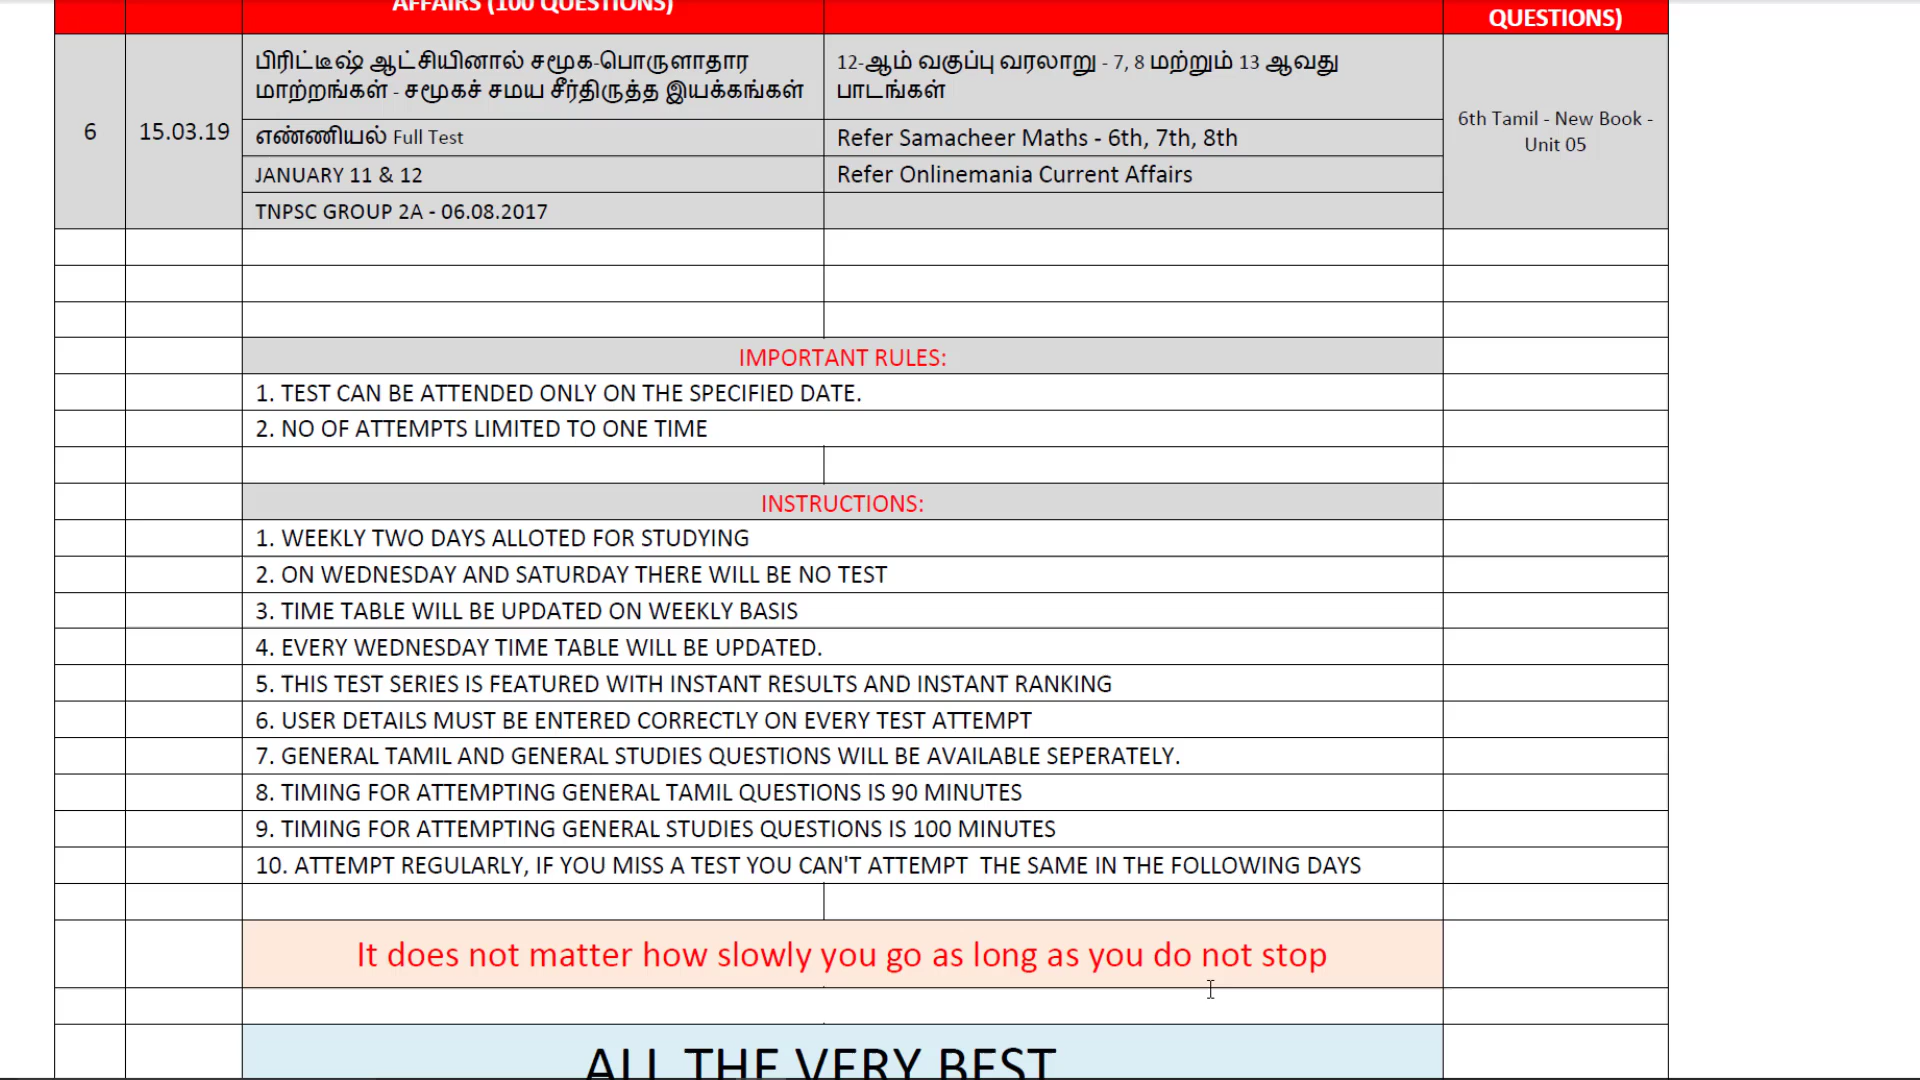 AFFAIRS (100 QUESTIONS)
QUESTIONS)
6
15.03.19
பிரிட்டீஷ் ஆட்சியினால் சமூக-பொருளாதார
மாற்றங்கள் - சமூகச் சமய சீர்திருத்த இயக்கங்கள்
12-ஆம் வகுப்பு வரலாறு - 7, 8 மற்றும் 13 ஆவது
பாடங்கள்
6th Tamil - New Book -
Unit 05
எண்ணியல் Full Test
Refer Samacheer Maths - 6th, 7th, 8th
JANUARY 11 & 12
Refer Onlinemania Current Affairs
TNPSC GROUP 2A - 06.08.2017
IMPORTANT RULES:
1. TEST CAN BE ATTENDED ONLY ON THE SPECIFIED DATE.
2. NO OF ATTEMPTS LIMITED TO ONE TIME
INSTRUCTIONS:
1. WEEKLY TWO DAYS ALLOTED FOR STUDYING
2. ON WEDNESDAY AND SATURDAY THERE WILL BE NO TEST
3. TIME TABLE WILL BE UPDATED ON WEEKLY BASIS
4. EVERY WEDNESDAY TIME TABLE WILL BE UPDATED.
5. THIS TEST SERIES IS FEATURED WITH INSTANT RESULTS AND INSTANT RANKING
6. USER DETAILS MUST BE ENTERED CORRECTLY ON EVERY TEST ATTEMPT
7. GENERAL TAMIL AND GENERAL STUDIES QUESTIONS WILL BE AVAILABLE SEPERATELY.
8. TIMING FOR ATTEMPTING GENERAL TAMIL QUESTIONS IS 90 MINUTES
9. TIMING FOR ATTEMPTING GENERAL STUDIES QUESTIONS IS 100 MINUTES
10. ATTEMPT REGULARLY, IF YOU MISS A TEST YOU CAN'T ATTEMPT  THE SAME IN THE FOLLOWING DAYS
It does not matter how slowly you go as long as you do not stop
ALL THE VERY BEST